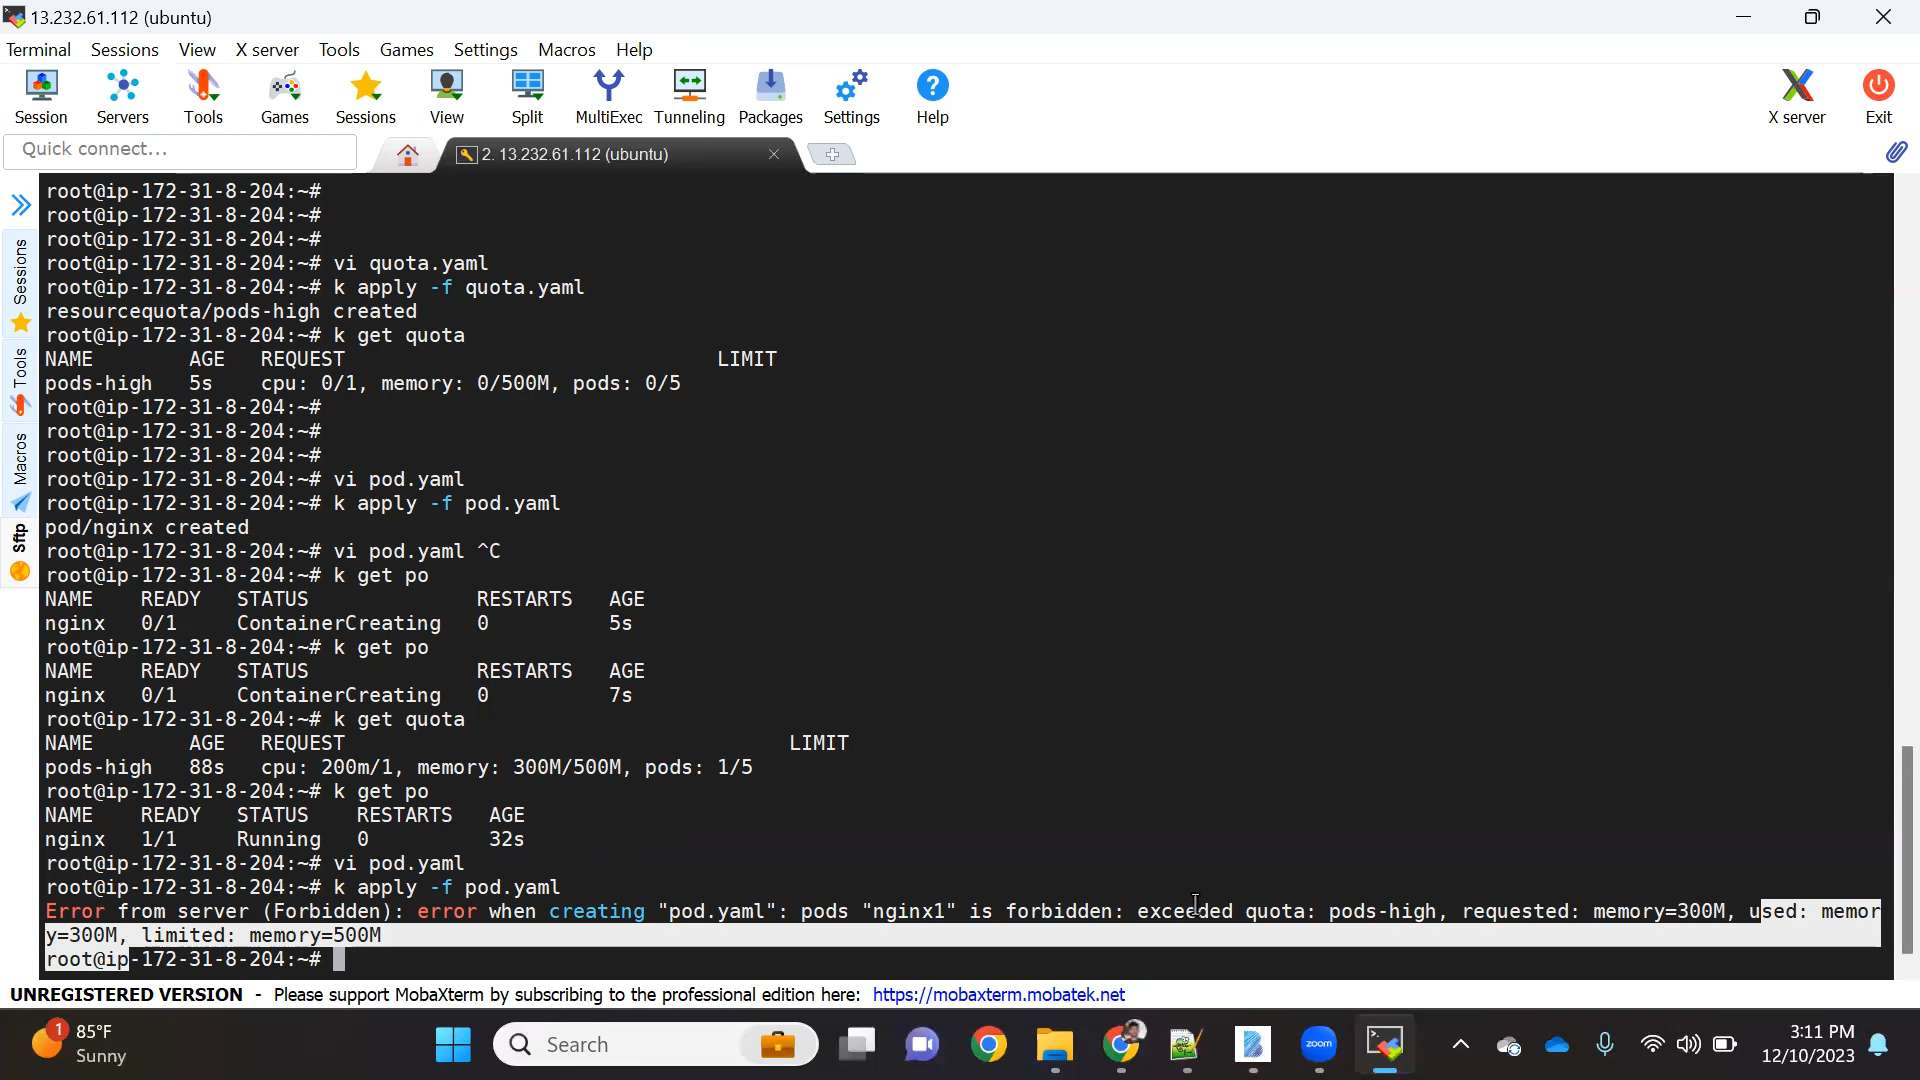 13.232.61.112 (ubuntu)
Terminal Sessions View X server Tools Games Settings Macros Help
Session Servers Tools Games Sessions View Split MultiExec Tunneling Packages Settings Help X server Exit
Quick connect...
2. 13.232.61.112 (ubuntu)
Sessions
Tools
Macros
Sftp
root@ip-172-31-8-204:~#
root@ip-172-31-8-204:~#
root@ip-172-31-8-204:~#
root@ip-172-31-8-204:~# vi quota.yaml
root@ip-172-31-8-204:~# k apply -f quota.yaml
resourcequota/pods-high created
root@ip-172-31-8-204:~# k get quota
NAME AGE REQUEST LIMIT
pods-high 5s cpu: 0/1, memory: 0/500M, pods: 0/5
root@ip-172-31-8-204:~#
root@ip-172-31-8-204:~#
root@ip-172-31-8-204:~#
root@ip-172-31-8-204:~# vi pod.yaml
root@ip-172-31-8-204:~# k apply -f pod.yaml
pod/nginx created
root@ip-172-31-8-204:~# vi pod.yaml ^C
root@ip-172-31-8-204:~# k get po
NAME READY STATUS RESTARTS AGE
nginx 0/1 ContainerCreating 0 5s
root@ip-172-31-8-204:~# k get po
NAME READY STATUS RESTARTS AGE
nginx 0/1 ContainerCreating 0 7s
root@ip-172-31-8-204:~# k get quota
NAME AGE REQUEST LIMIT
pods-high 88s cpu: 200m/1, memory: 300M/500M, pods: 1/5
root@ip-172-31-8-204:~# k get po
NAME READY STATUS RESTARTS AGE
nginx 1/1 Running 0 32s
root@ip-172-31-8-204:~# vi pod.yaml
root@ip-172-31-8-204:~# k apply -f pod.yaml
Error from server (Forbidden): error when creating "pod.yaml": pods "nginx1" is forbidden: exceeded quota: pods-high, requested: memory=300M, used: memor
y=300M, limited: memory=500M
root@ip-172-31-8-204:~#
UNREGISTERED VERSION - Please support MobaXterm by subscribing to the professional edition here: https://mobaxterm.mobatek.net
1 85°F
Sunny
Search
zoom
3:11 PM
12/10/2023